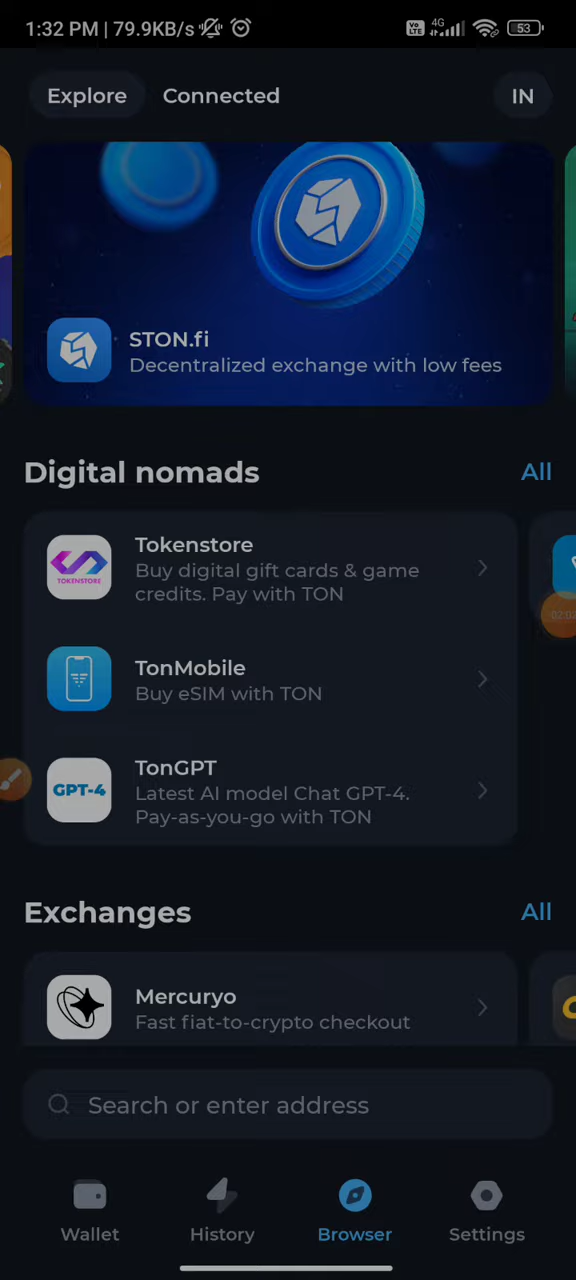 1:32 PM | 79.9KB/s
Vo
LTE
4G
53
Explore
Connected
IN
STON.fi
Decentralized exchange with low fees
Digital nomads
All
TOKENSTORE
Tokenstore
Buy digital gift cards & game
credits. Pay with TON
TonMobile
Buy eSIM with TON
GPT-4
TonGPT
Latest AI model Chat GPT-4.
Pay-as-you-go with TON
Exchanges
All
Mercuryo
Fast fiat-to-crypto checkout
Search or enter address
Wallet
History
Browser
Settings